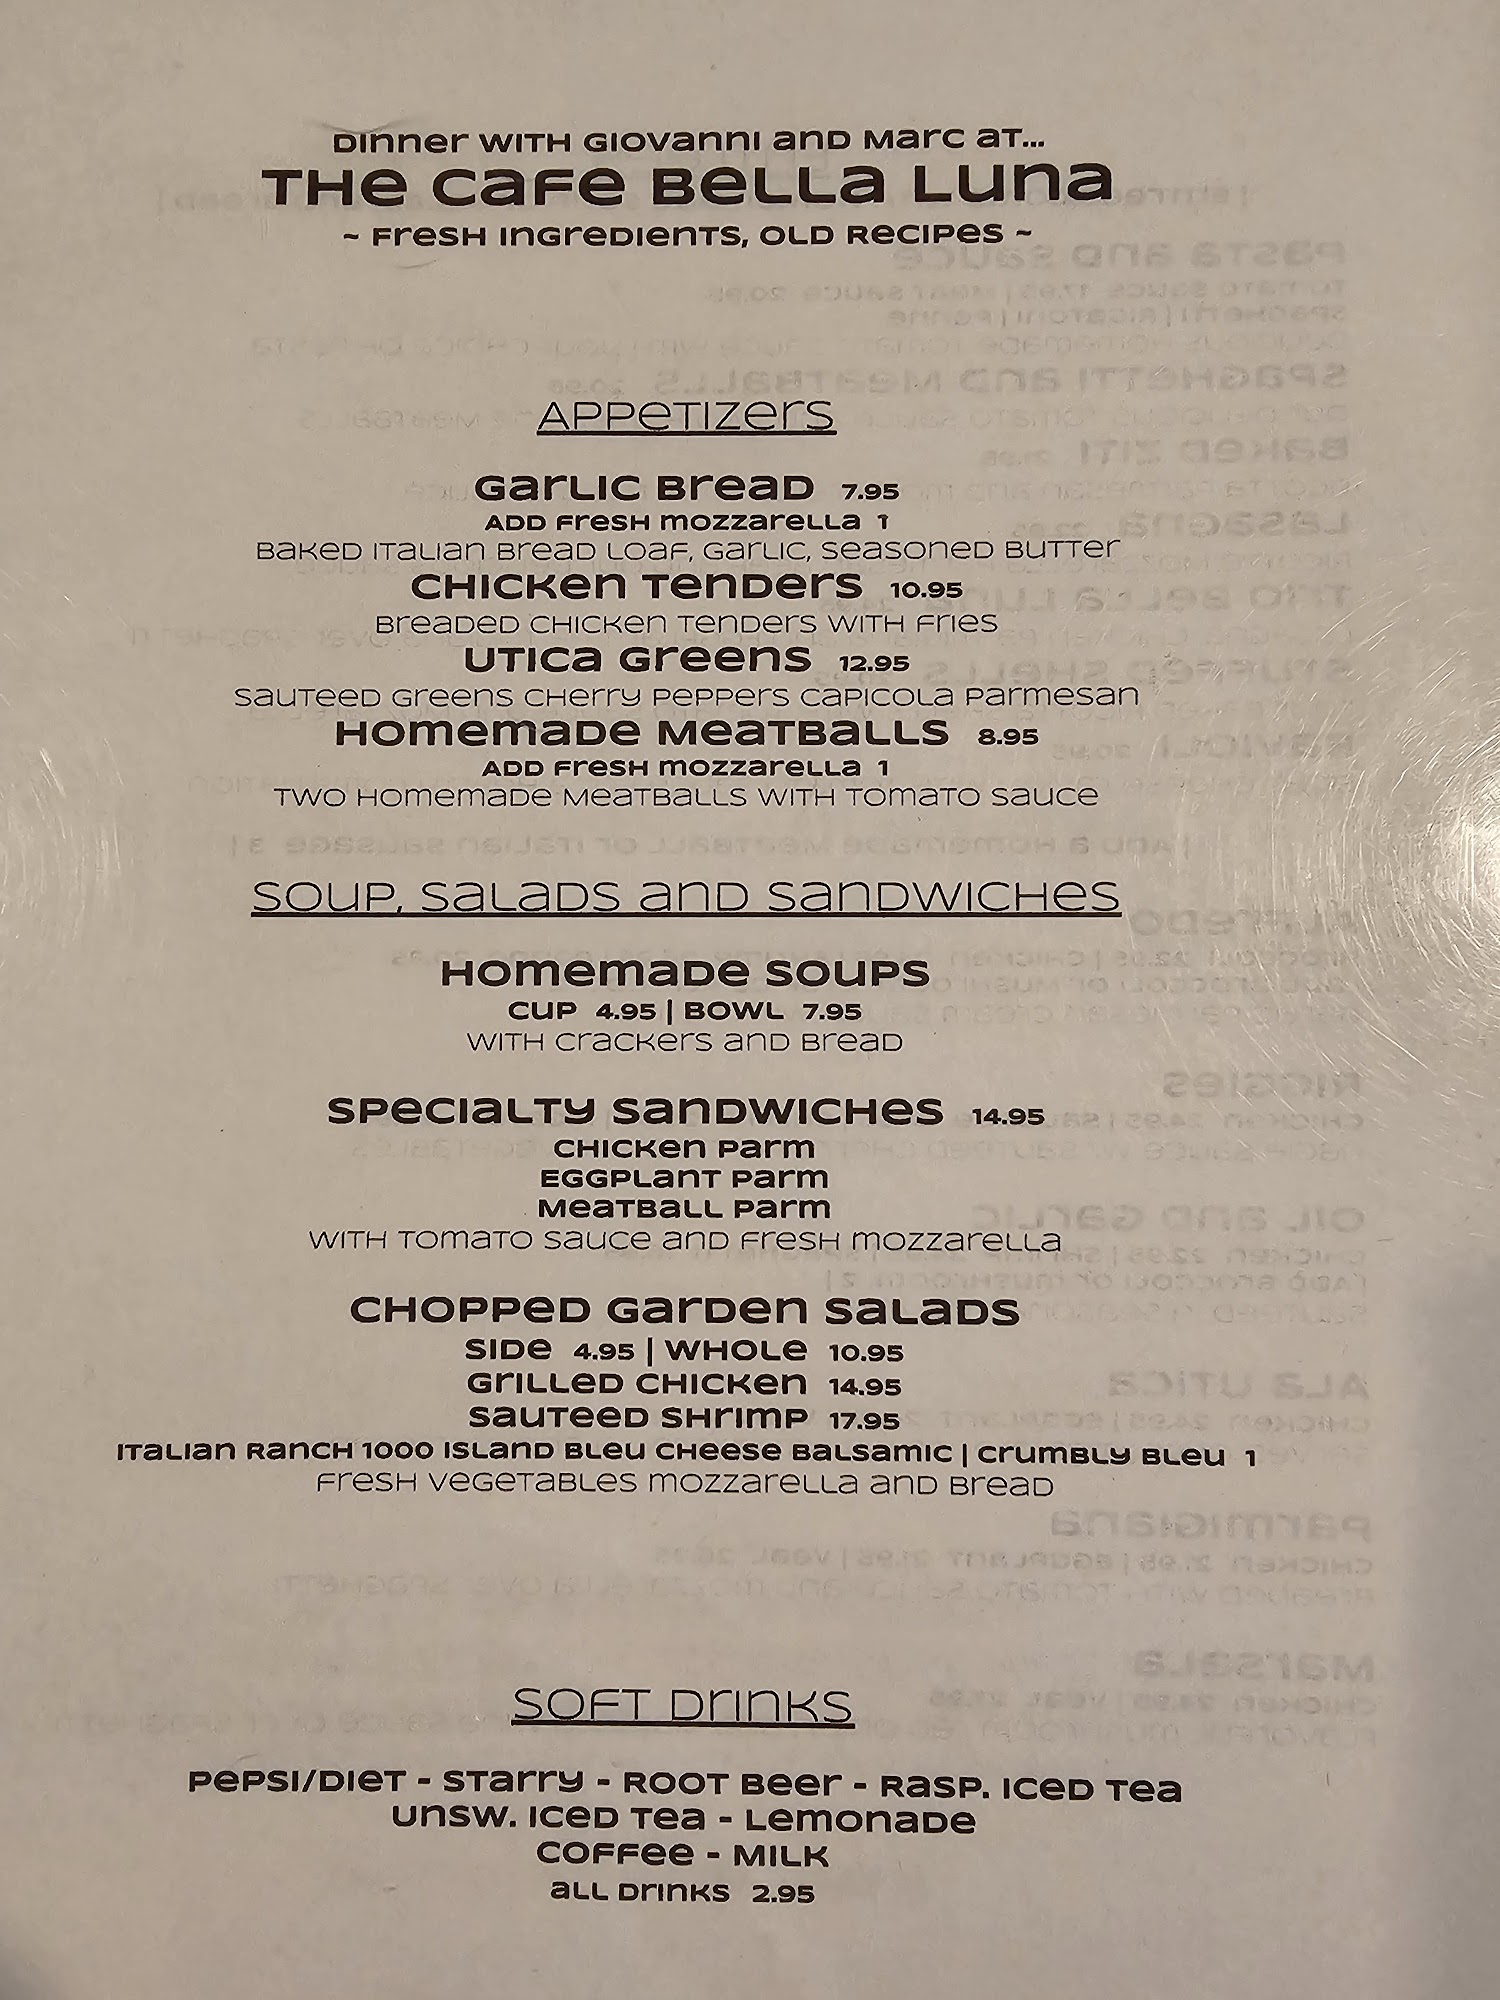 Dinner with Giovanni and Marc at...
The Cafe Bella Luna
~ Fresh Ingredients, Old Recipes ~
Appetizers
Garlic Bread 7.95
Add Fresh Mozzarella 1
Baked Italian Bread Loaf, Garlic, Seasoned Butter
Chicken Tenders 10.95
Breaded Chicken Tenders with Fries
Utica Greens 12.95
Sauteed Greens Cherry Peppers Capicola Parmesan
Homemade Meatballs 8.95
Add Fresh Mozzarella 1
Two Homemade Meatballs with Tomato Sauce
Soup, Salads and Sandwiches
Homemade Soups
Cup 4.95 | Bowl 7.95
with Crackers and Bread
Specialty Sandwiches 14.95
Chicken Parm
Eggplant Parm
Meatball Parm
with Tomato Sauce and Fresh Mozzarella
Chopped Garden Salads
Side 4.95 | Whole 10.95
Grilled Chicken 14.95
Sauteed Shrimp 17.95
Italian Ranch 1000 Island Bleu Cheese Balsamic | Crumbly Bleu 1
Fresh Vegetables Mozzarella and Bread
Soft Drinks
Pepsi/Diet - Starry - Root Beer - Rasp. Iced Tea
Unsw. Iced Tea - Lemonade
Coffee - Milk
All Drinks 2.95